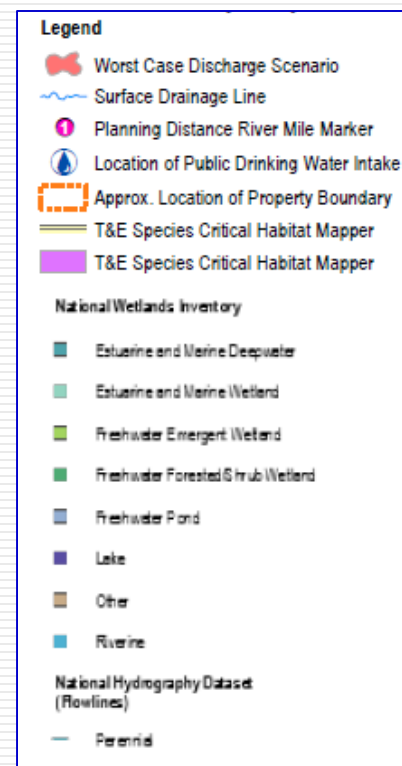 Legend
Worst Case Discharge Scenario
Surface Drainage Line
1 Planning Distance River Mile Marker
Location of Public Drinking Water Intake
Approx. Location of Property Boundary
T&E Species Critical Habitat Mapper
T&E Species Critical Habitat Mapper
National Wetlands Inventory
Estuarine and Marine Deepwater
Estuarine and Marine Wetland
Freshwater Emergent Wetland
Freshwater Forested/Shrub Wetland
Freshwater Pond
Lake
Other
Riverine
National Hydrography Dataset
(Flowlines)
Perennial